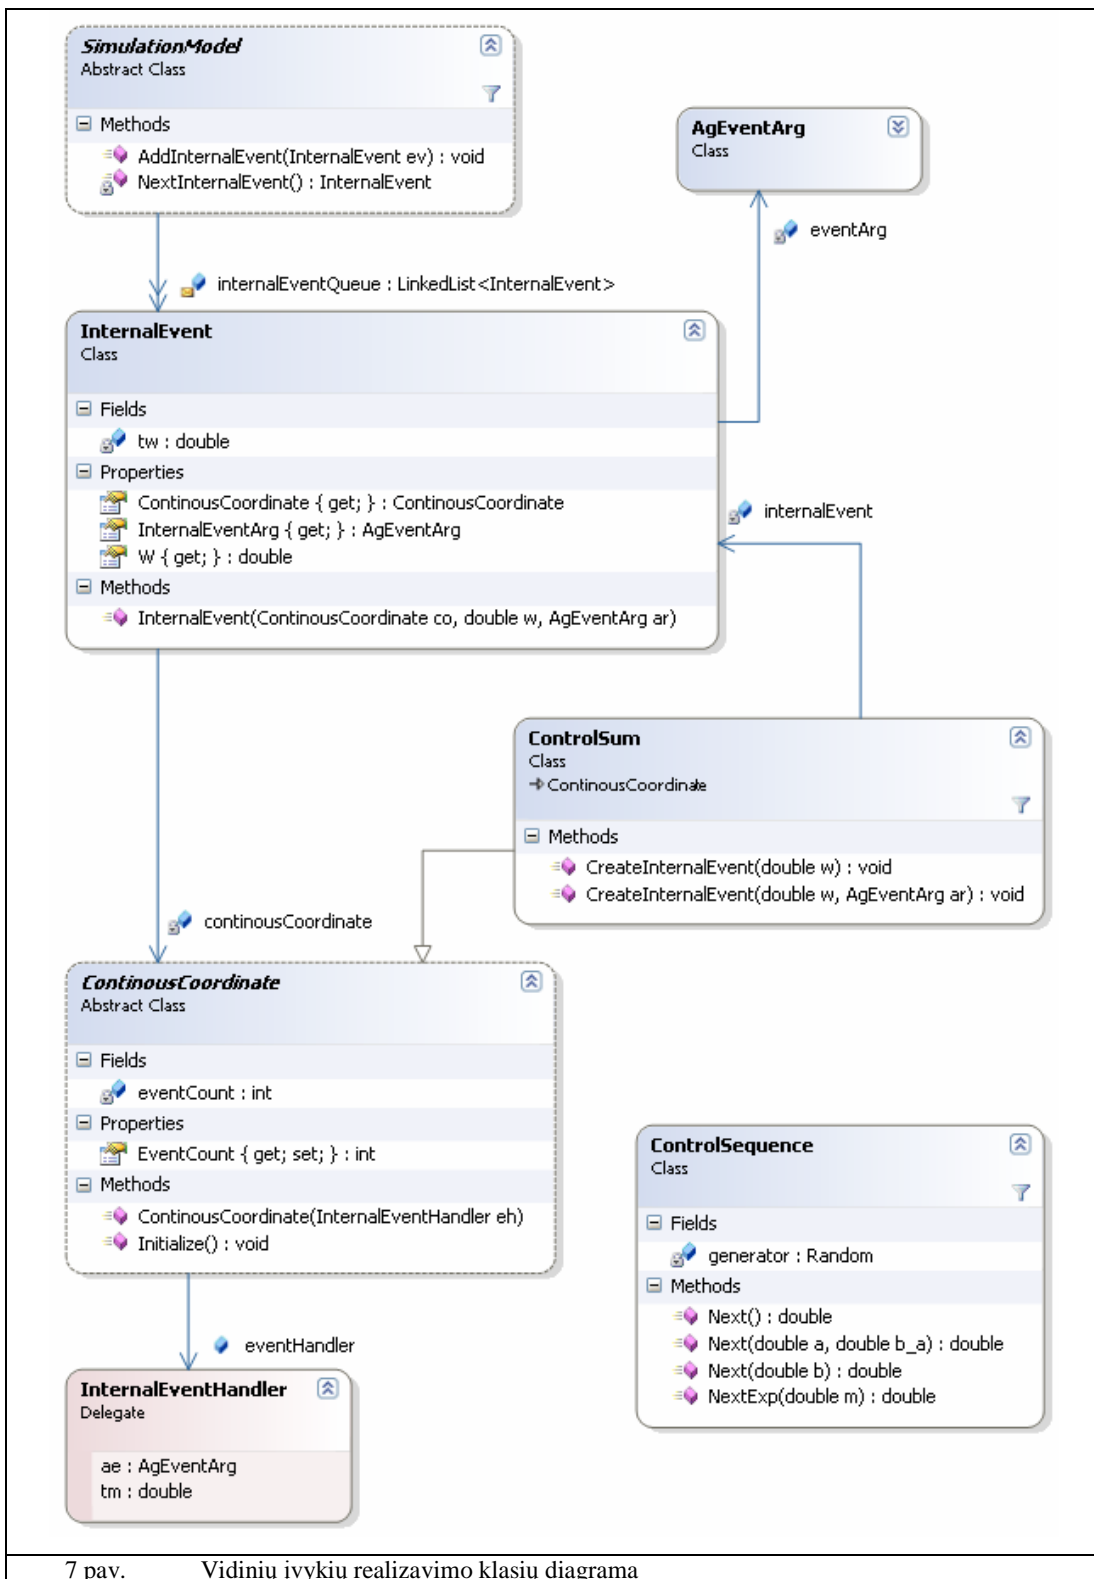 SimulationModel
Abstract Class
Methods
AddInternalEvent(InternalEvent ev) : void
NextInternalEvent() : InternalEvent
AgEventArg
Class
eventArg
internalEventQueue : LinkedList<InternalEvent>
InternalEvent
Class
Fields
tw : double
Properties
ContinousCoordinate { get; } : ContinousCoordinate
InternalEventArg { get; } : AgEventArg
W { get; } : double
Methods
InternalEvent(ContinousCoordinate co, double w, AgEventArg ar)
internalEvent
ControlSum
Class
ContinousCoordinate
Methods
CreateInternalEvent(double w) : void
CreateInternalEvent(double w, AgEventArg ar) : void
continousCoordinate
ContinousCoordinate
Abstract Class
Fields
eventCount : int
Properties
EventCount { get; set; } : int
Methods
ContinousCoordinate(InternalEventHandler eh)
Initialize() : void
ControlSequence
Class
Fields
generator : Random
Methods
Next() : double
Next(double a, double b_a) : double
Next(double b) : double
NextExp(double m) : double
eventHandler
InternalEventHandler
Delegate
ae : AgEventArg
tm : double
7 pav. Vidinių įvykių realizavimo klasių diagrama